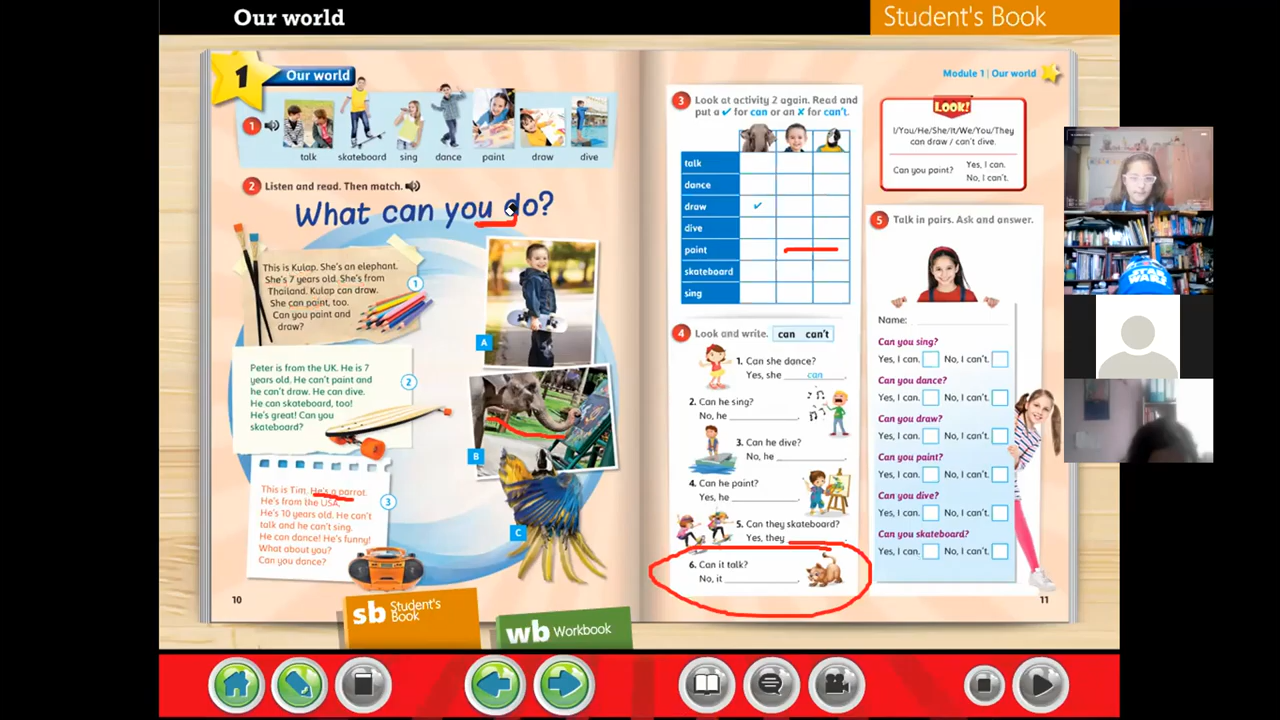 Our world
Student's Book
1
Our world
1
talk skateboard sing dance paint draw dive
2 Listen and read. Then match.
What can you do?
This is Kulap. She's an elephant.
She's 7 years old. She's from
Thailand. Kulap can draw.
She can paint, too.
Can you paint and
draw?
1
A
Peter is from the UK. He is 7
years old. He can't paint and
he can't draw. He can dive.
He can skateboard, too!
He's great! Can you
skateboard?
2
B
This is Tim. He's a parrot.
He's from the USA.
He's 10 years old. He can't
talk and he can't sing.
He can dance! He's funny!
What about you?
Can you dance?
3
C
10
Module 1 | Our world
3 Look at activity 2 again. Read and
put a ✔ for can or an ✘ for can't.
talk
dance
draw ✔
dive
paint
skateboard
sing
4 Look and write. can can't
1. Can she dance?
Yes, she can.
2. Can he sing?
No, he ____________.
3. Can he dive?
No, he ____________.
4. Can he paint?
Yes, he ____________.
5. Can they skateboard?
Yes, they ____________.
6. Can it talk?
No, it ____________.
LOOK!
I/You/He/She/It/We/You/They
can draw / can't dive.
Can you paint? Yes, I can.
No, I can't.
5 Talk in pairs. Ask and answer.
Name:
Can you sing?
Yes, I can. No, I can't.
Can you dance?
Yes, I can. No, I can't.
Can you draw?
Yes, I can. No, I can't.
Can you paint?
Yes, I can. No, I can't.
Can you dive?
Yes, I can. No, I can't.
Can you skateboard?
Yes, I can. No, I can't.
11
sb Student's
Book
wb Workbook
STAR
WARS